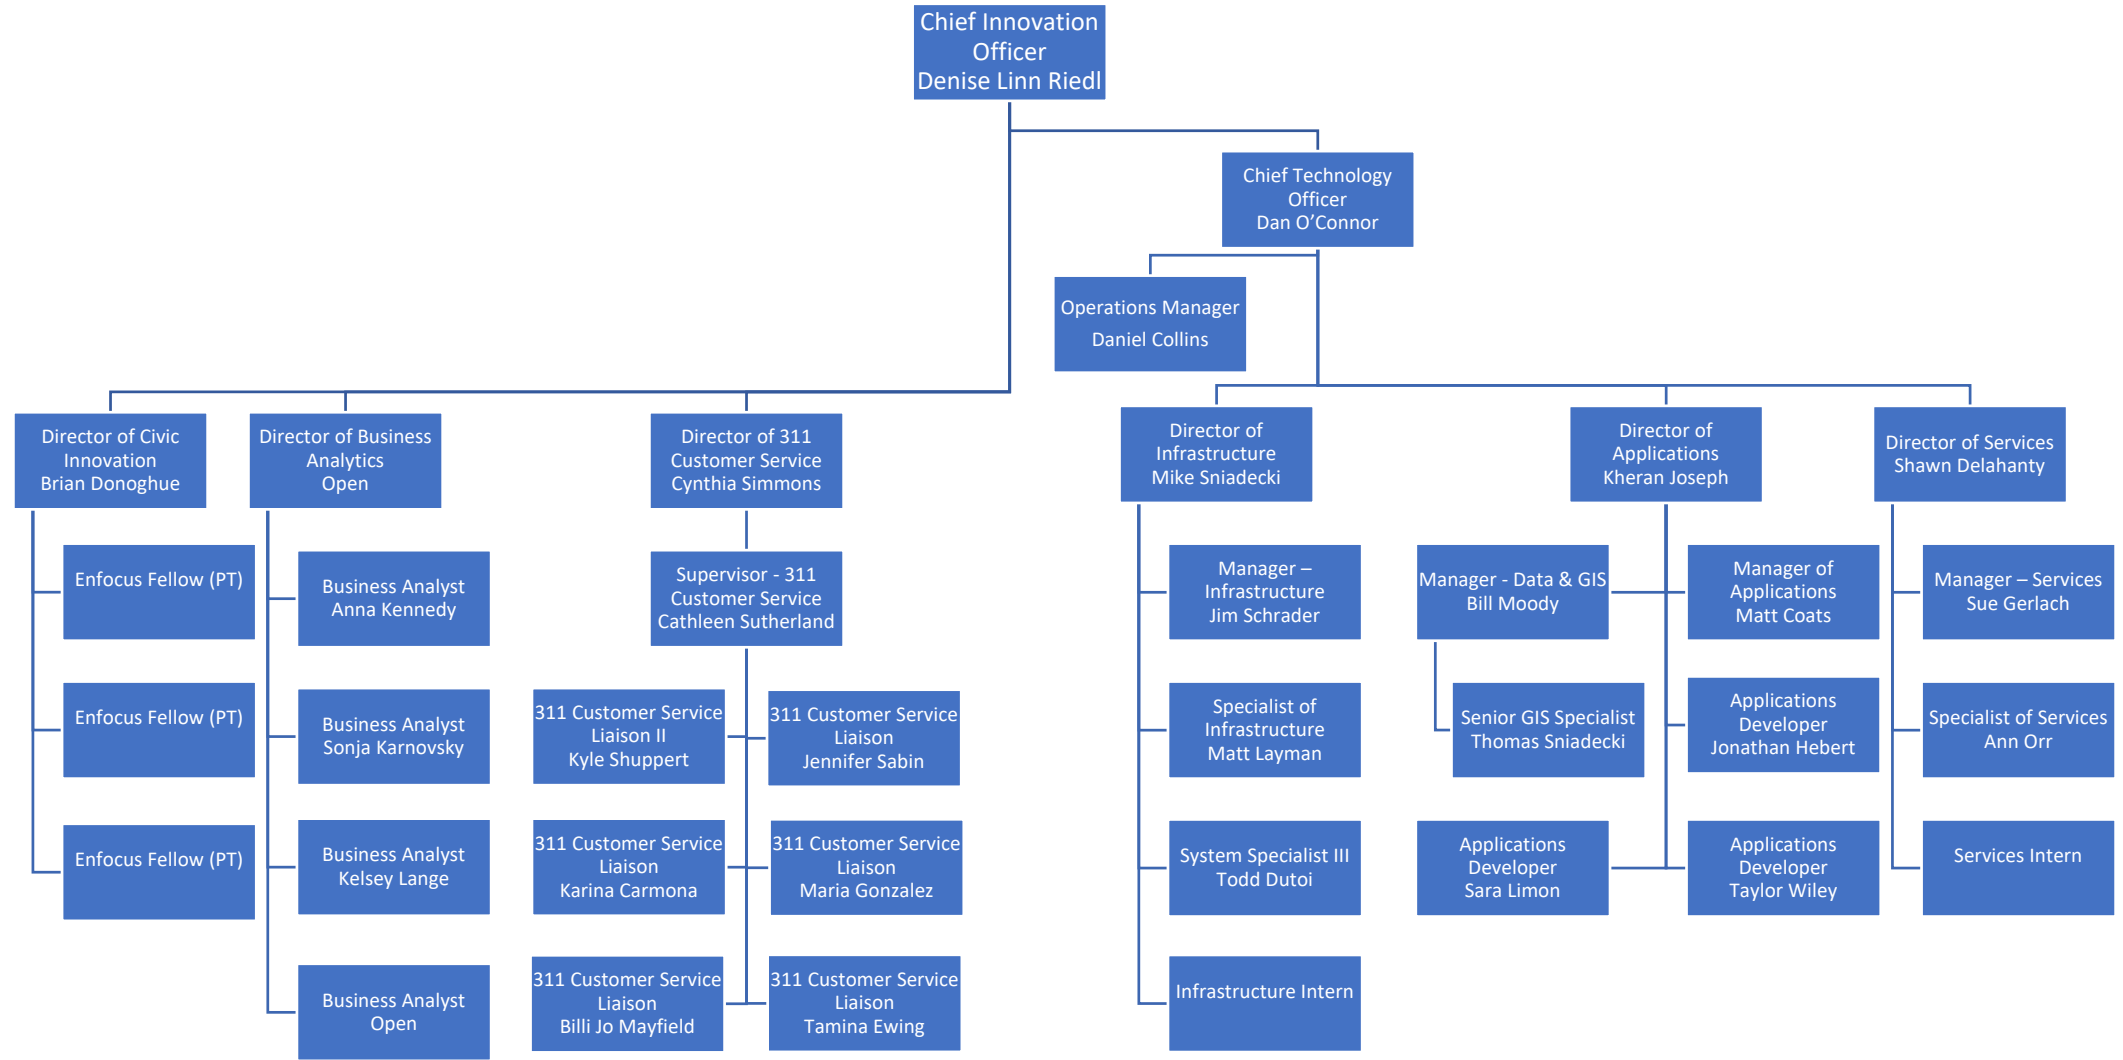 Chief Innovation
Officer
Denise Linn Riedl
Chief Technology
Officer
Dan O’Connor
Operations Manager
Daniel Collins
Director of Civic
Innovation
Brian Donoghue
Director of Business
Analytics
Open
Director of 311
Customer Service
Cynthia Simmons
Director of
Infrastructure
Mike Sniadecki
Director of
Applications
Kheran Joseph
Director of Services
Shawn Delahanty
Enfocus Fellow (PT)
Enfocus Fellow (PT)
Enfocus Fellow (PT)
Business Analyst
Anna Kennedy
Business Analyst
Sonja Karnovsky
Business Analyst
Kelsey Lange
Business Analyst
Open
Supervisor - 311
Customer Service
Cathleen Sutherland
311 Customer Service
Liaison II
Kyle Shuppert
311 Customer Service
Liaison
Jennifer Sabin
311 Customer Service
Liaison
Karina Carmona
311 Customer Service
Liaison
Maria Gonzalez
311 Customer Service
Liaison
Billi Jo Mayfield
311 Customer Service
Liaison
Tamina Ewing
Manager –
Infrastructure
Jim Schrader
Specialist of
Infrastructure
Matt Layman
System Specialist III
Todd Dutoi
Infrastructure Intern
Manager - Data & GIS
Bill Moody
Senior GIS Specialist
Thomas Sniadecki
Manager of
Applications
Matt Coats
Applications
Developer
Jonathan Hebert
Applications
Developer
Sara Limon
Applications
Developer
Taylor Wiley
Manager – Services
Sue Gerlach
Specialist of Services
Ann Orr
Services Intern